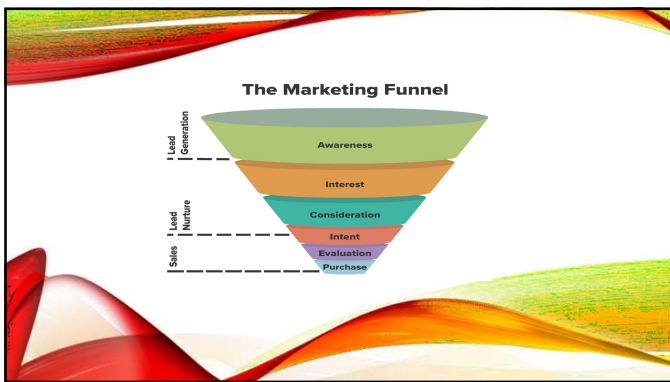 The Marketing Funnel
Lead
Generation
Awareness
Interest
Lead
Nurture
Consideration
Intent
Sales
Evaluation
Purchase